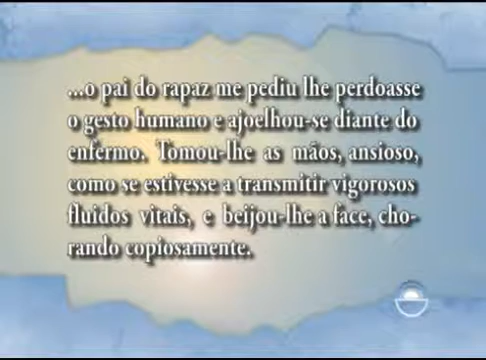 ...o pai do rapaz me pediu lhe perdoasse
o gesto humano e ajoelhou-se diante do
enfermo. Tomou-lhe as mãos, ansioso,
como se estivesse a transmitir vigorosos
fluidos vitais, e beijou-lhe a face, cho-
rando copiosamente.